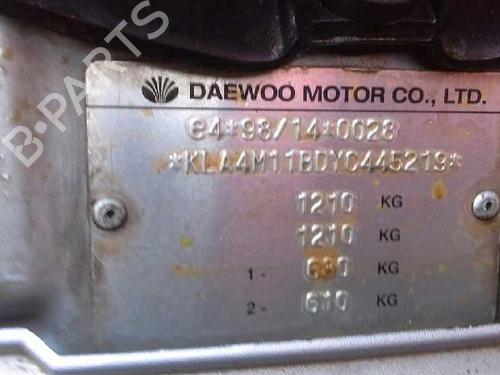 B-PARTS
DAEWOO MOTOR CO., LTD.
e4*98/14*0028
*KLA4M11BDYC445219*
1210 KG
1210 KG
1- 630 KG
2- 610 KG